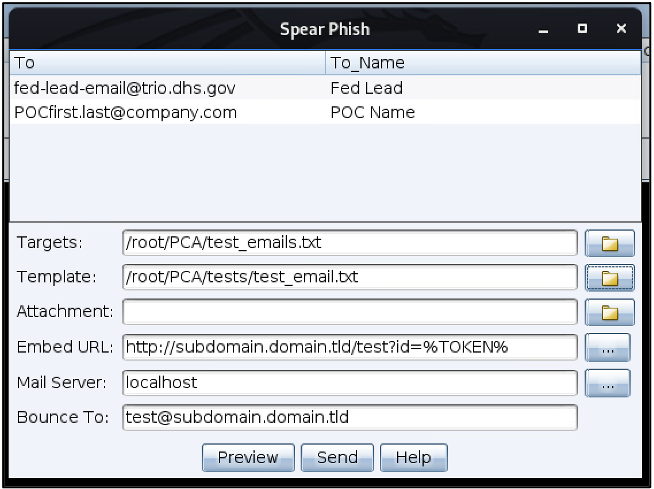 Spear Phish
To To_Name
fed-lead-email@trio.dhs.gov Fed Lead
POCfirst.last@company.com POC Name
Targets: /root/PCA/test_emails.txt
Template: /root/PCA/tests/test_email.txt
Attachment:
Embed URL: http://subdomain.domain.tld/test?id=%TOKEN% ...
Mail Server: localhost ...
Bounce To: test@subdomain.domain.tld
Preview Send Help